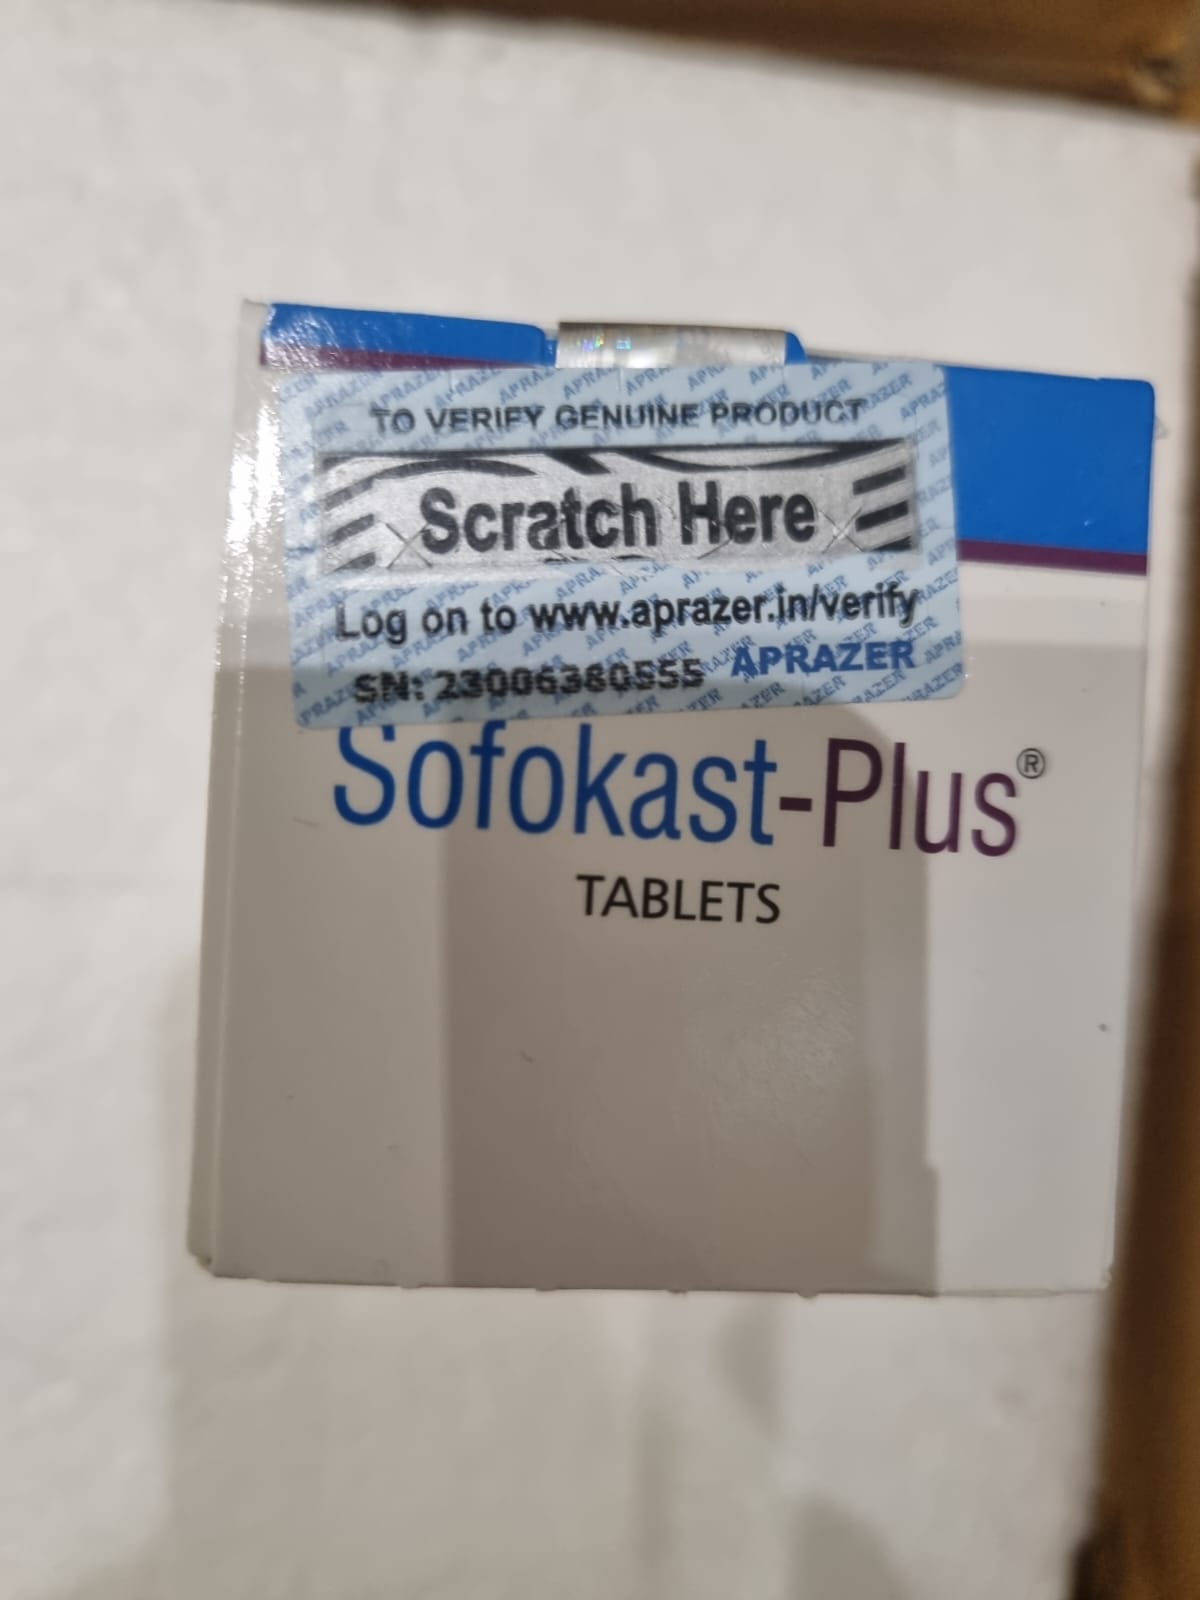 TO VERIFY GENUINE PRODUCT
Scratch Here
Log on to www.aprazer.in/verify
SN: 23006380555 APRAZER
Sofokast-Plus®
TABLETS